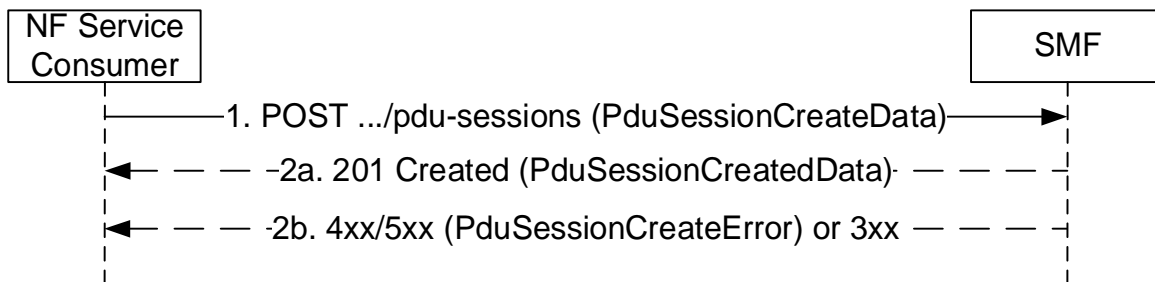 NF Service
Consumer
SMF
1. POST .../pdu-sessions (PduSessionCreateData)
2a. 201 Created (PduSessionCreatedData)
2b. 4xx/5xx (PduSessionCreateError) or 3xx